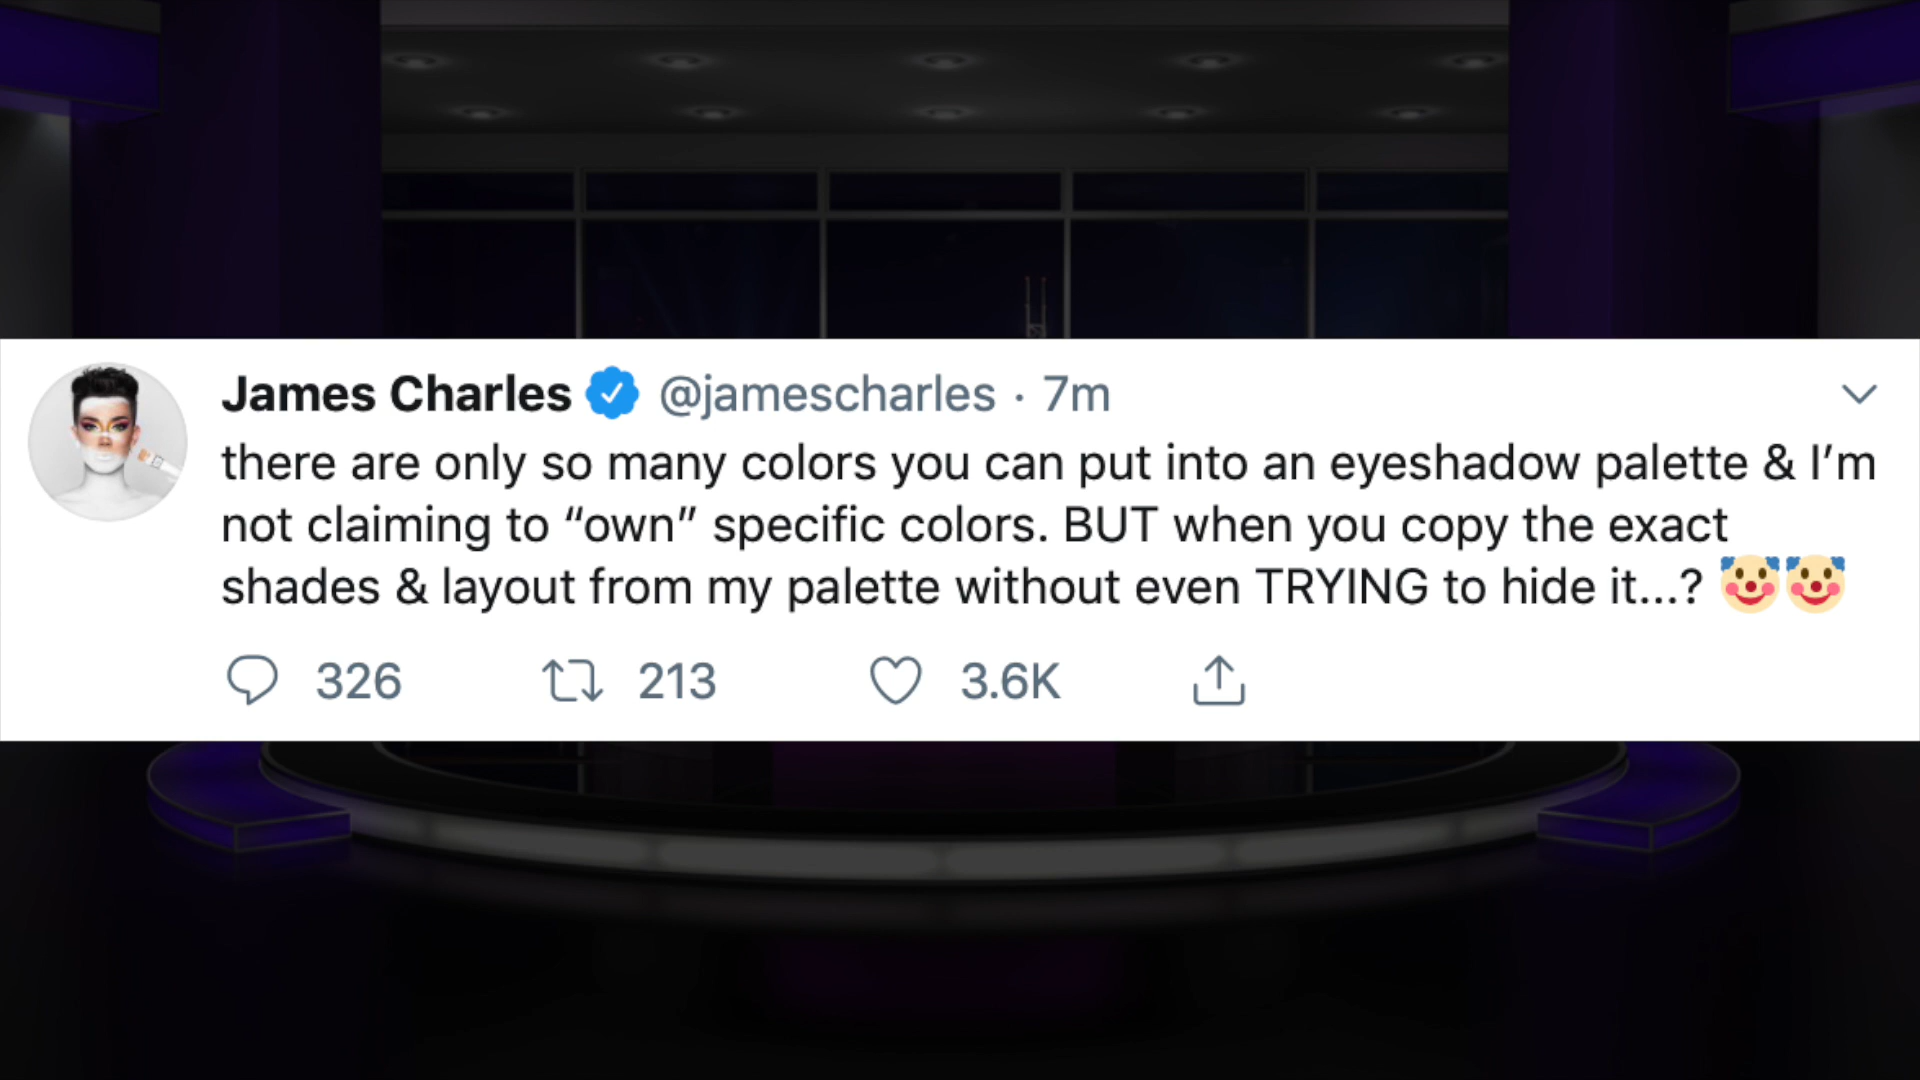 James Charles @jamescharles · 7m
there are only so many colors you can put into an eyeshadow palette & I’m
not claiming to “own” specific colors. BUT when you copy the exact
shades & layout from my palette without even TRYING to hide it...? 🤡🤡
326 213 3.6K